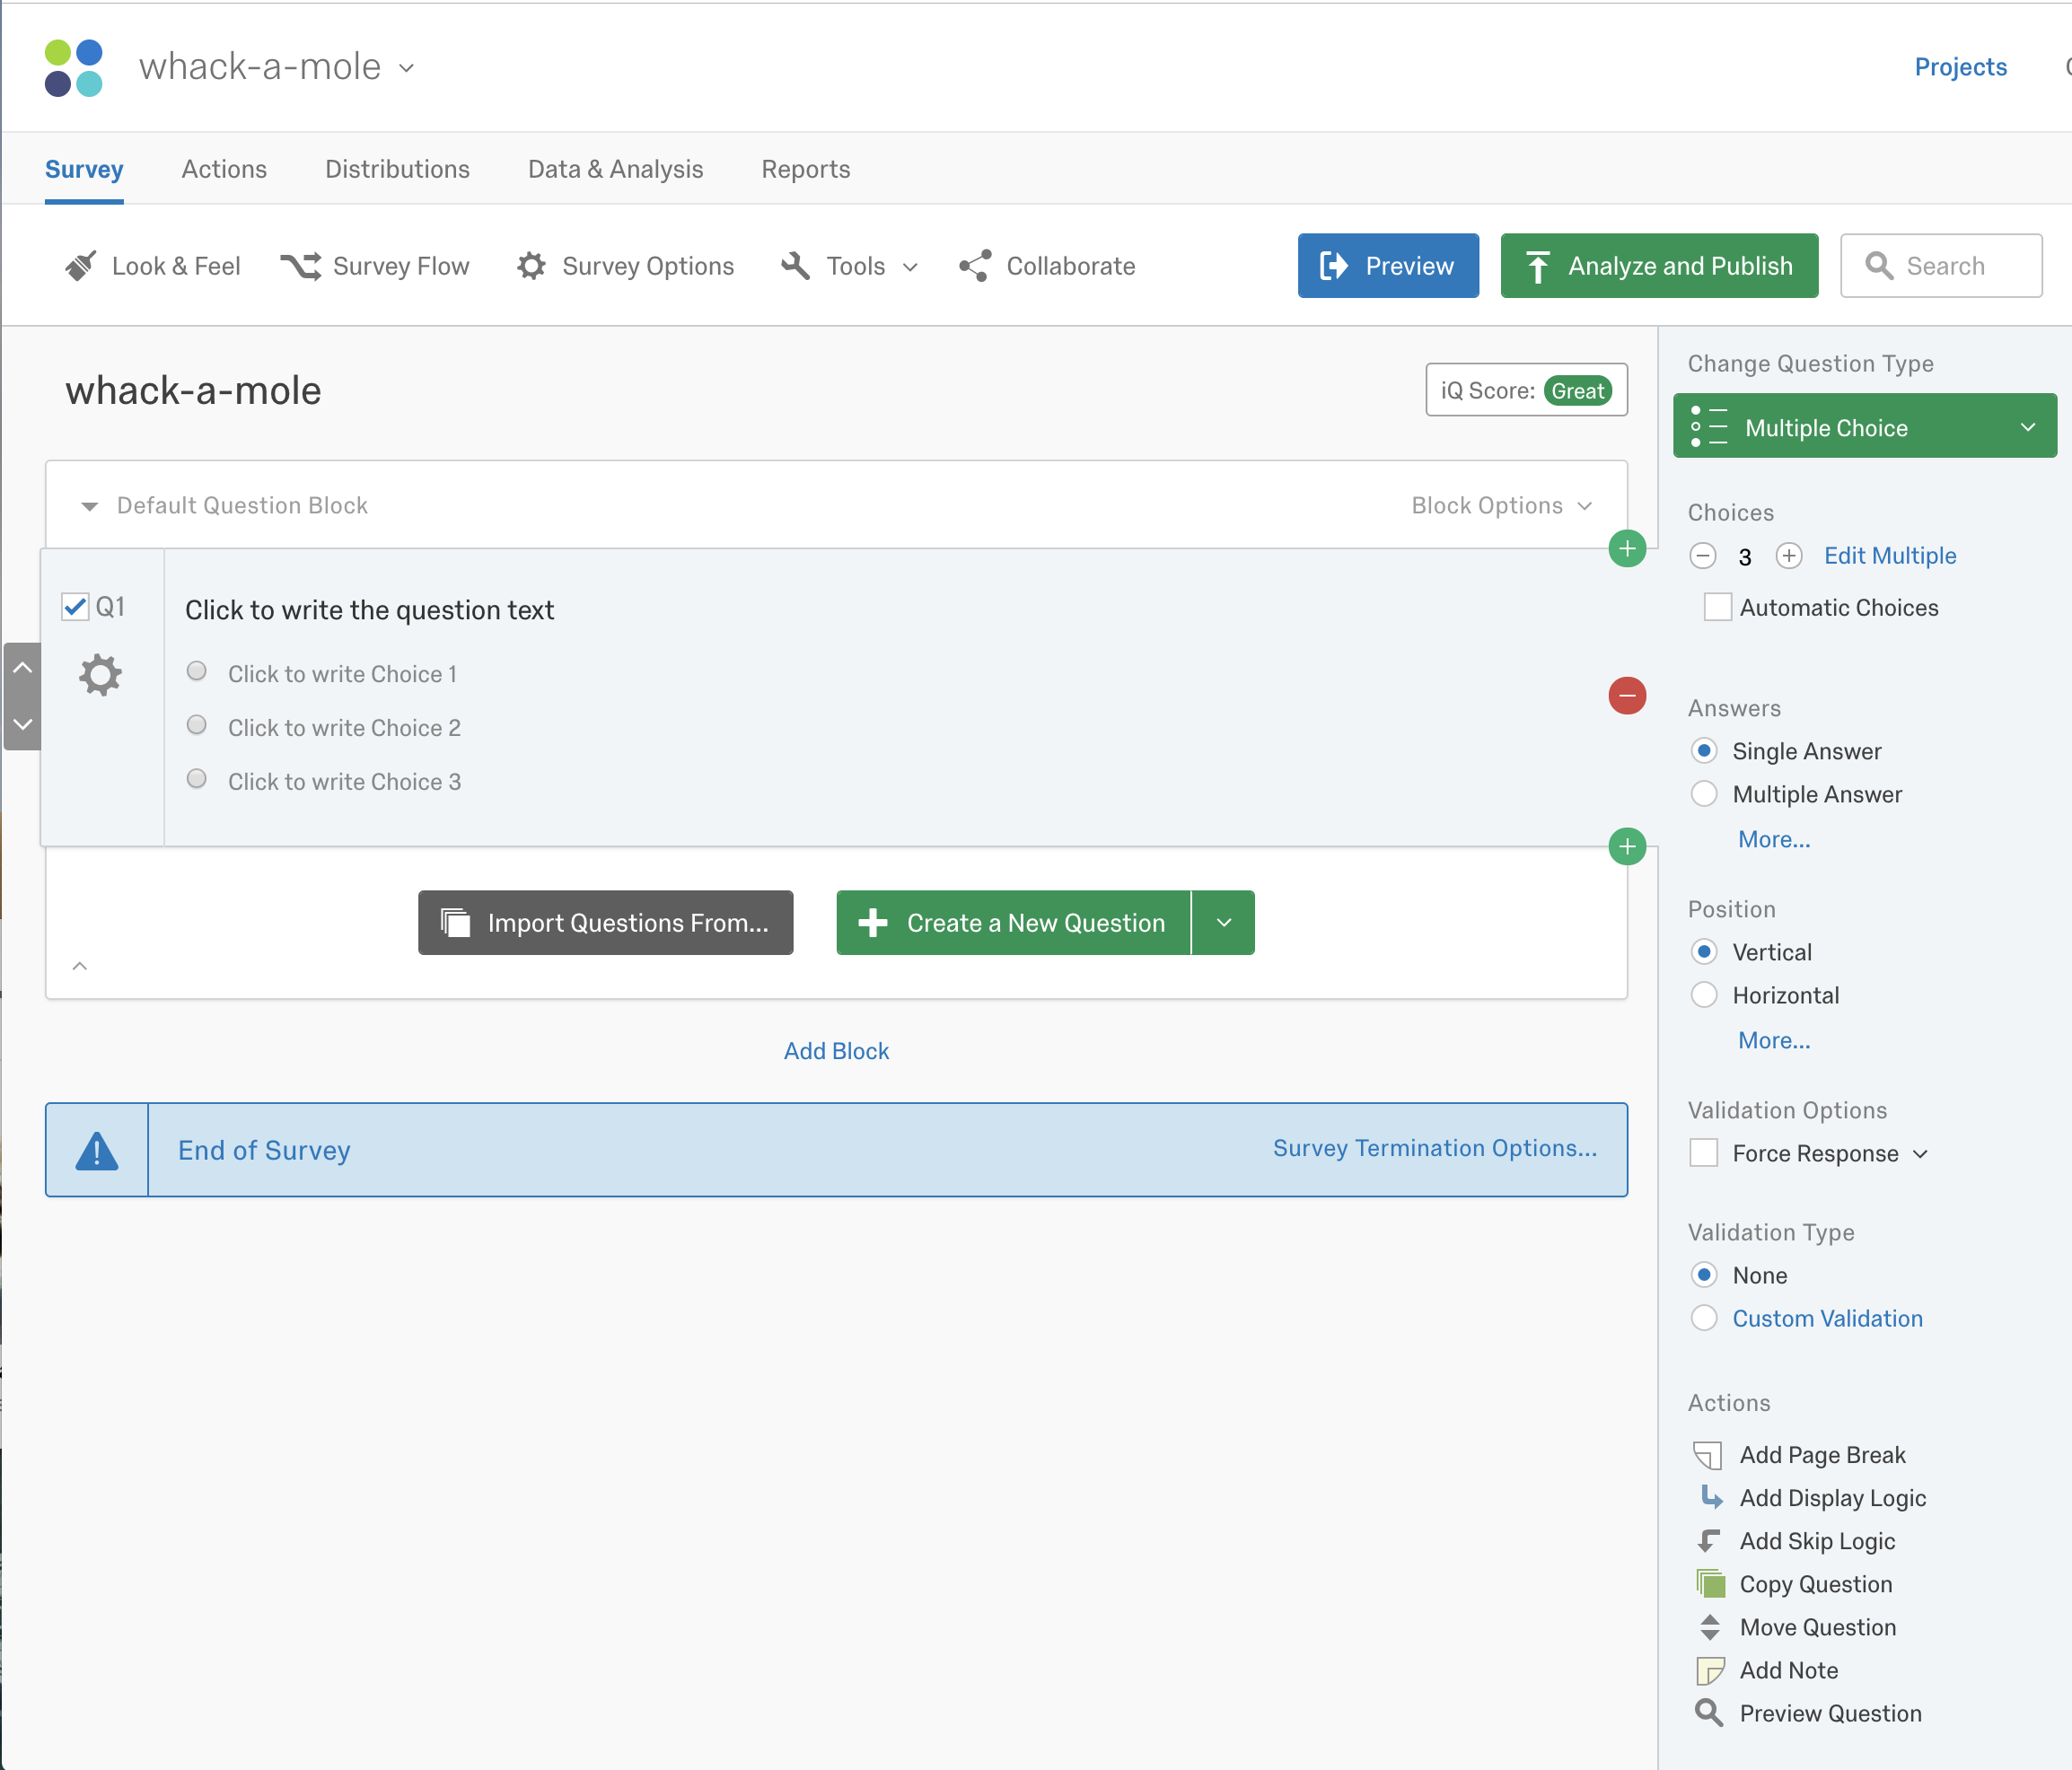 whack-a-mole
Projects
Survey Actions Distributions Data & Analysis Reports
Look & Feel Survey Flow Survey Options Tools Collaborate Preview Analyze and Publish Search
whack-a-mole
iQ Score: Great
Default Question Block
Block Options
Q1
Click to write the question text
Click to write Choice 1
Click to write Choice 2
Click to write Choice 3
Import Questions From...
Create a New Question
Add Block
End of Survey
Survey Termination Options...
Change Question Type
Multiple Choice
Choices
3 Edit Multiple
Automatic Choices
Answers
Single Answer
Multiple Answer
More...
Position
Vertical
Horizontal
More...
Validation Options
Force Response
Validation Type
None
Custom Validation
Actions
Add Page Break
Add Display Logic
Add Skip Logic
Copy Question
Move Question
Add Note
Preview Question